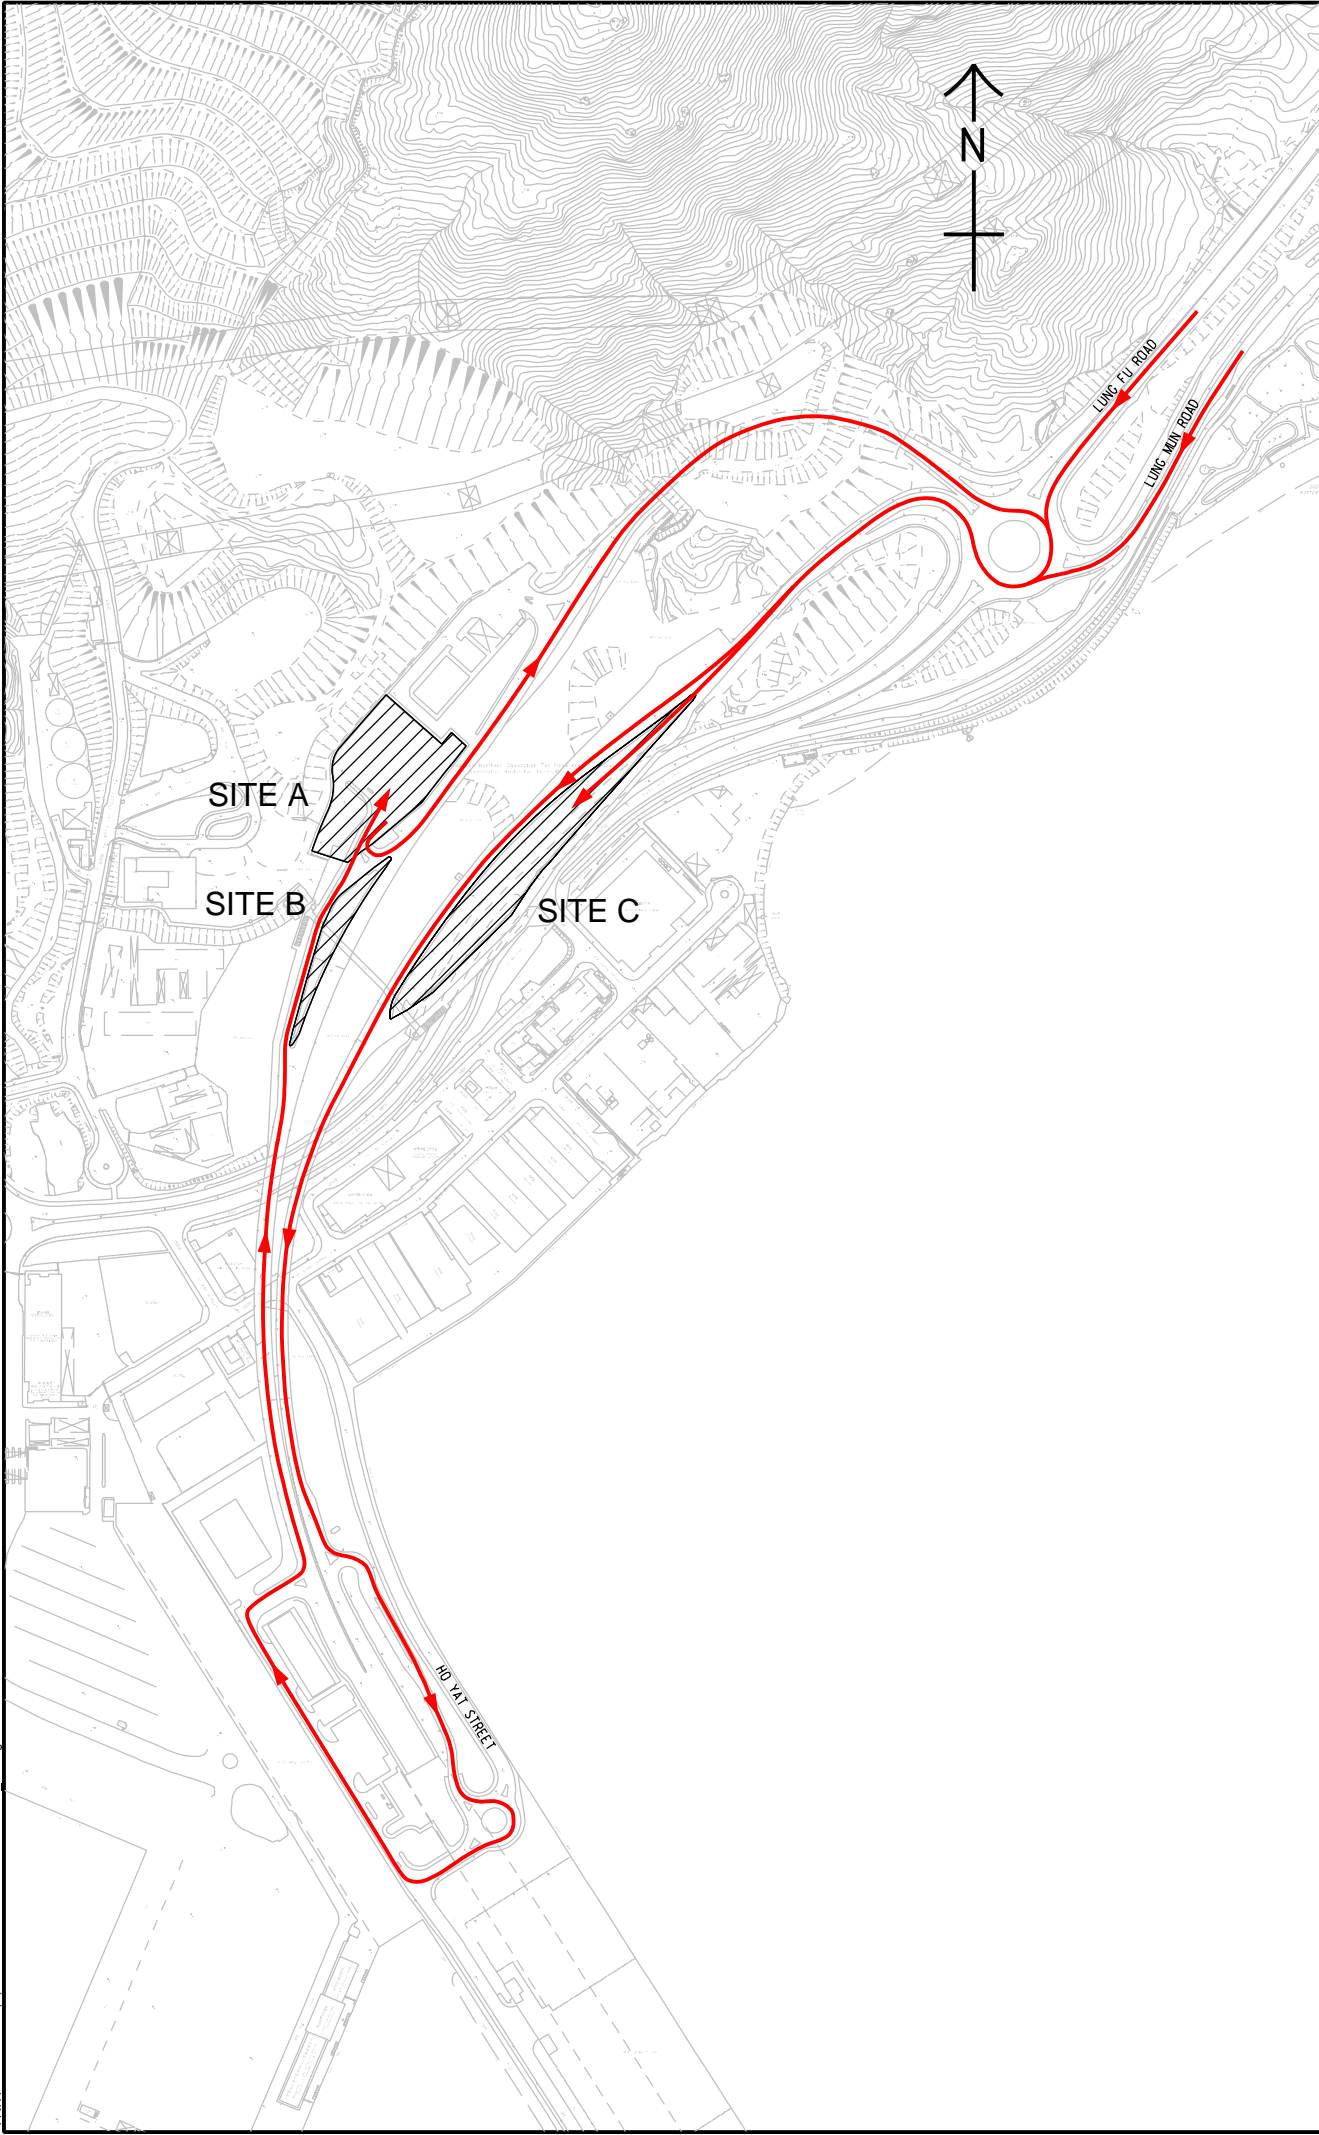 N
LUNG FU ROAD
LUNG MUN ROAD
SITE A
SITE B
SITE C
HO YAT STREET